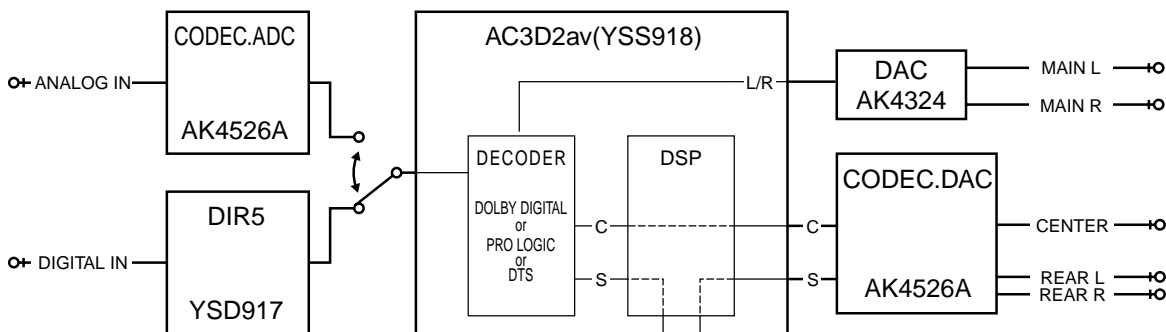 CODEC.ADC
AK4526A
ANALOG IN
DIR5
YSD917
DIGITAL IN
AC3D2av(YSS918)
L/R
DECODER
DOLBY DIGITAL
or
PRO LOGIC
or
DTS
C
S
DSP
C
S
DAC
AK4324
MAIN L
MAIN R
CODEC.DAC
AK4526A
CENTER
REAR L
REAR R